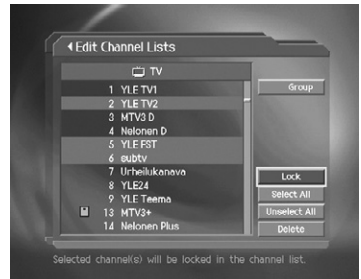 Edit Channel Lists
TV
1 YLE TV1
2 YLE TV2
3 MTV3 D
4 Nelonen D
5 YLE FST
6 subtv
7 Urheilukanava
8 YLE24
9 YLE Teema
13 MTV3+
14 Nelonen Plus
Group
Lock
Select All
Unselect All
Delete
Selected channel(s) will be locked in the channel list.